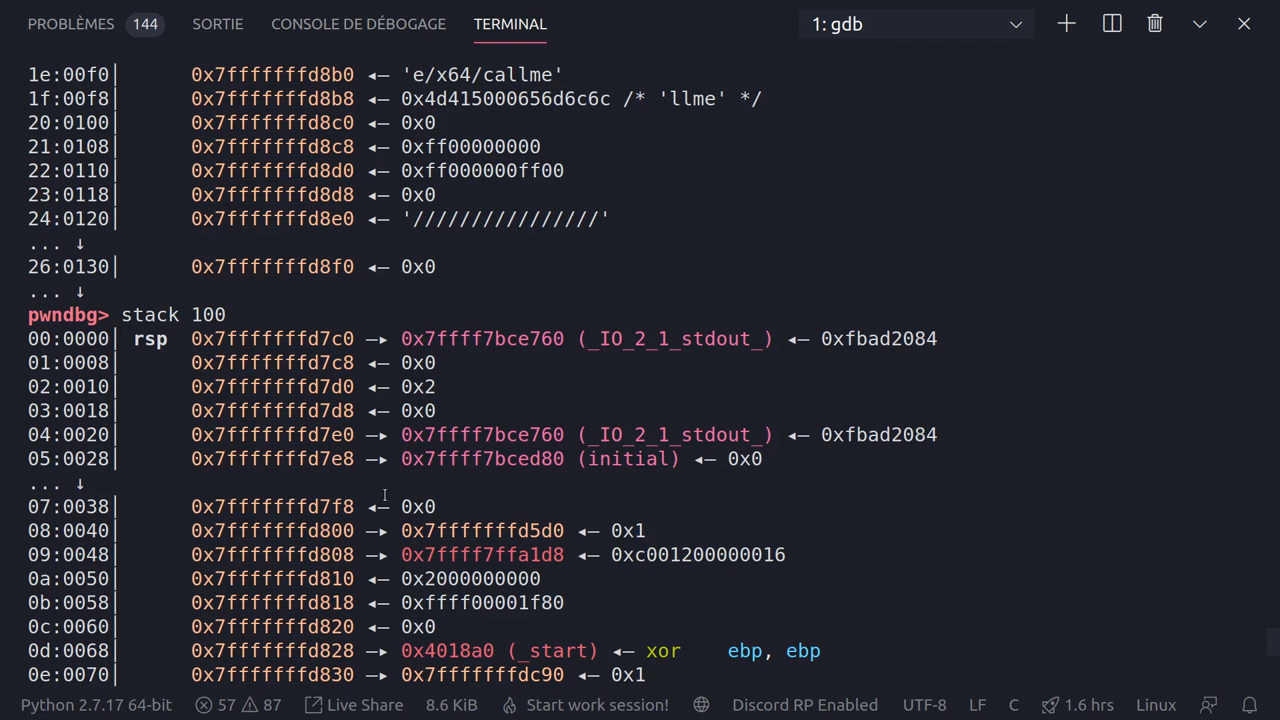 PROBLÈMES 144 SORTIE CONSOLE DE DÉBOGAGE TERMINAL 1: gdb
1e:00f0│ 0x7fffffffd8b0 ◂— 'e/x64/callme'
1f:00f8│ 0x7fffffffd8b8 ◂— 0x4d415000656d6c6c /* 'llme' */
20:0100│ 0x7fffffffd8c0 ◂— 0x0
21:0108│ 0x7fffffffd8c8 ◂— 0xff00000000
22:0110│ 0x7fffffffd8d0 ◂— 0xff000000ff00
23:0118│ 0x7fffffffd8d8 ◂— 0x0
24:0120│ 0x7fffffffd8e0 ◂— '////////////////'
... ↓
26:0130│ 0x7fffffffd8f0 ◂— 0x0
... ↓
pwndbg> stack 100
00:0000│ rsp 0x7fffffffd7c0 —▸ 0x7ffff7bce760 (_IO_2_1_stdout_) ◂— 0xfbad2084
01:0008│ 0x7fffffffd7c8 ◂— 0x0
02:0010│ 0x7fffffffd7d0 ◂— 0x2
03:0018│ 0x7fffffffd7d8 ◂— 0x0
04:0020│ 0x7fffffffd7e0 —▸ 0x7ffff7bce760 (_IO_2_1_stdout_) ◂— 0xfbad2084
05:0028│ 0x7fffffffd7e8 —▸ 0x7ffff7bced80 (initial) ◂— 0x0
... ↓
07:0038│ 0x7fffffffd7f8 ◂— 0x0
08:0040│ 0x7fffffffd800 —▸ 0x7fffffffd5d0 ◂— 0x1
09:0048│ 0x7fffffffd808 —▸ 0x7ffff7ffa1d8 ◂— 0xc001200000016
0a:0050│ 0x7fffffffd810 ◂— 0x2000000000
0b:0058│ 0x7fffffffd818 ◂— 0xffff00001f80
0c:0060│ 0x7fffffffd820 ◂— 0x0
0d:0068│ 0x7fffffffd828 —▸ 0x4018a0 (_start) ◂— xor ebp, ebp
0e:0070│ 0x7fffffffd830 —▸ 0x7fffffffdc90 ◂— 0x1
Python 2.7.17 64-bit 57 87 Live Share 8.6 KiB Start work session! Discord RP Enabled UTF-8 LF C 1.6 hrs Linux